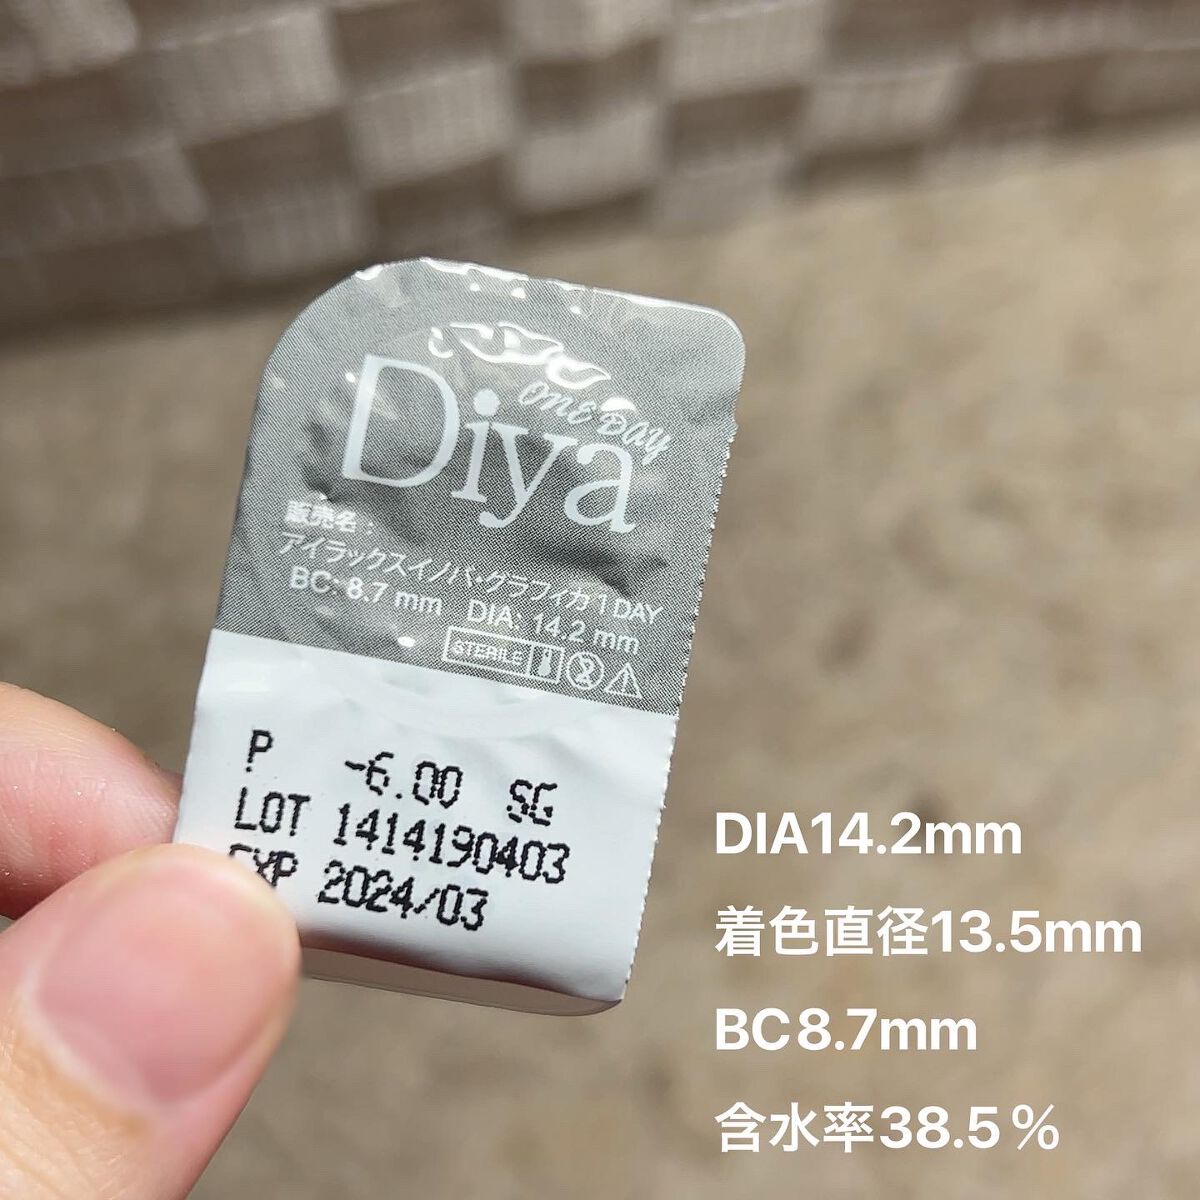 ONE DAY
Diya
販売名:
アイラックスイノバ・グラフィカ 1 DAY
BC: 8.7 mm DIA: 14.2 mm
STERILE
P -6.00 SG
LOT 1414190403
EXP 2024/03
DIA14.2mm
着色直径13.5mm
BC8.7mm
含水率38.5%